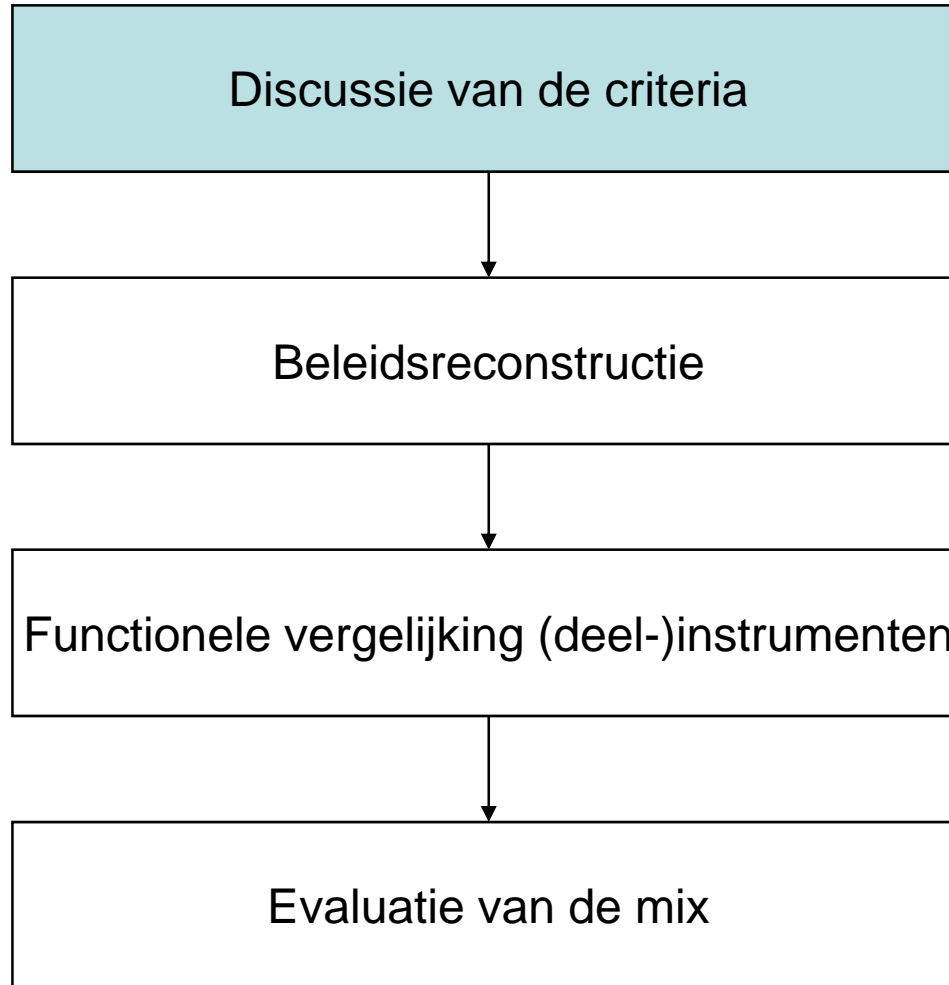 Discussie van de criteria
Beleidsreconstructie
Functionele vergelijking (deel-)instrumenten
Evaluatie van de mix